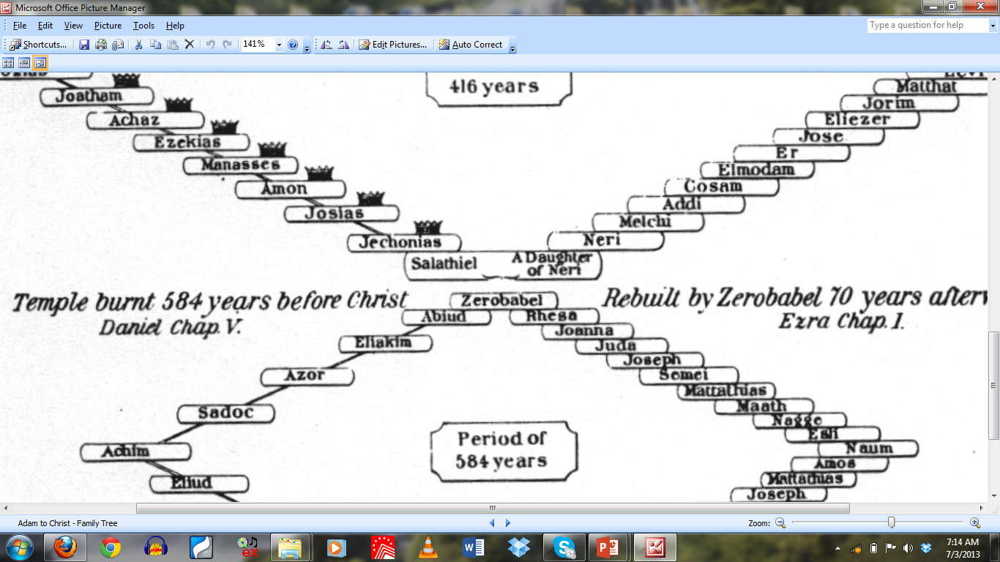 Microsoft Office Picture Manager
File Edit View Picture Tools Help
Type a question for help
Shortcuts... 141% Edit Pictures... Auto Correct
416 years
Joatham
Achaz
Ezekias
Manasses
Amon
Josias
Jechonias
Salathiel
Matthat
Jorim
Eliezer
Jose
Er
Elmodam
Cosam
Addi
Melchi
Neri
A Daughter
of Neri
Temple burnt 584 years before Christ
Daniel Chap. V.
Zerobabel
Rebuilt by Zerobabel 70 years
Ezra Chap. I.
Abiud
Eliakim
Azor
Sadoc
Achim
Eliud
Rhesa
Joanna
Juda
Joseph
Semei
Mattathias
Maath
Nagge
Esli
Naum
Amos
Mattathias
Joseph
Period of
584 years
Adam to Christ - Family Tree
Zoom:
7:14 AM
7/3/2013